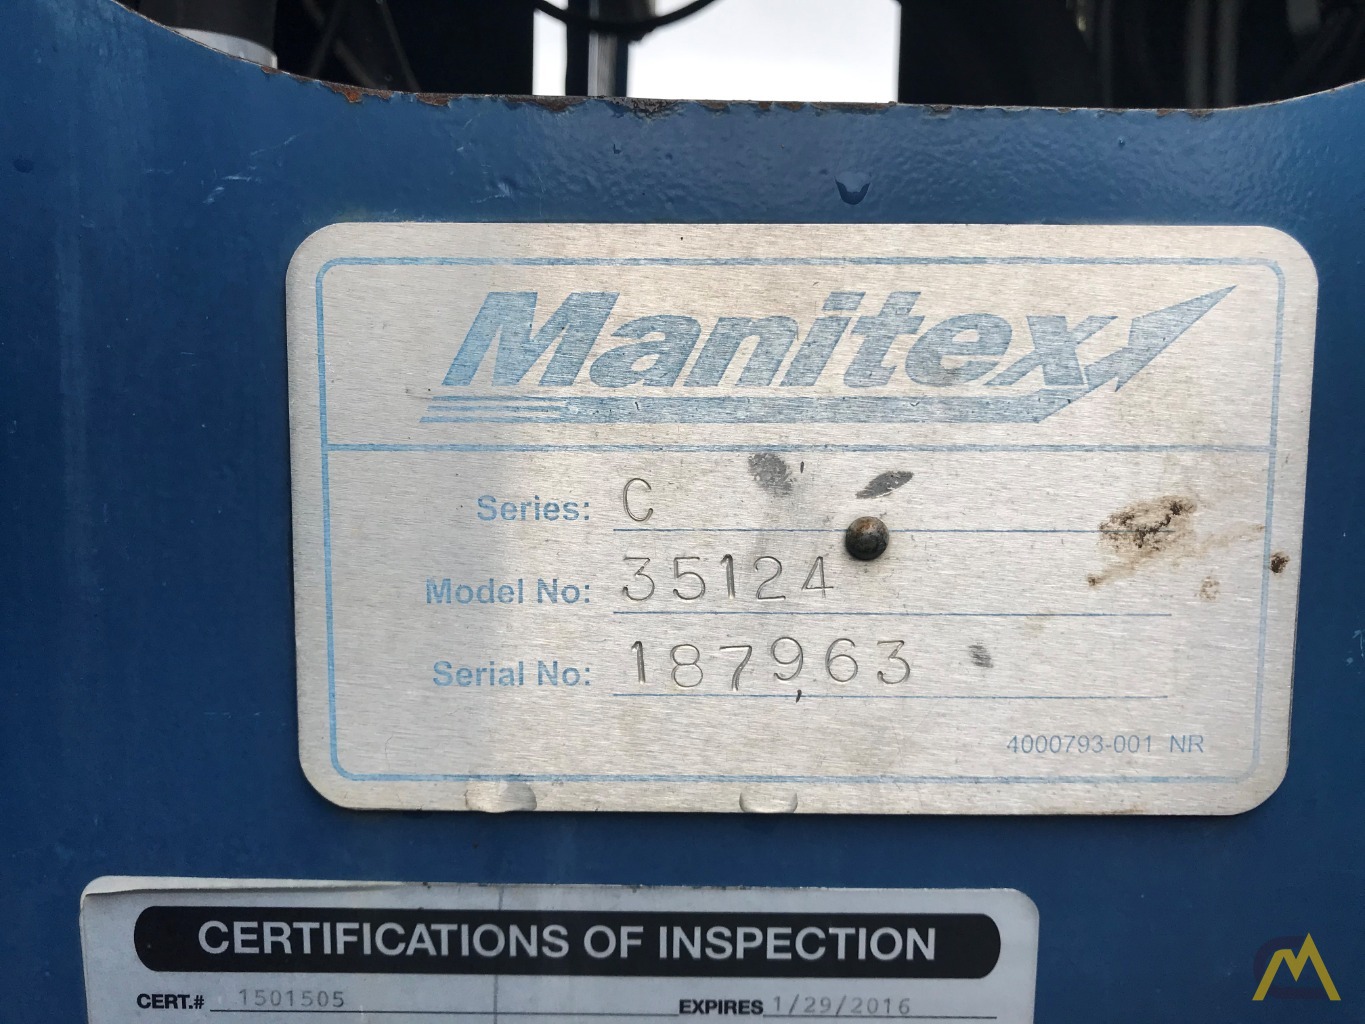 Manitex
Series: C
Model No: 35124
Serial No: 187963
4000793-001 NR
CERTIFICATIONS OF INSPECTION
CERT.# 1501505 EXPIRES 1/29/2016